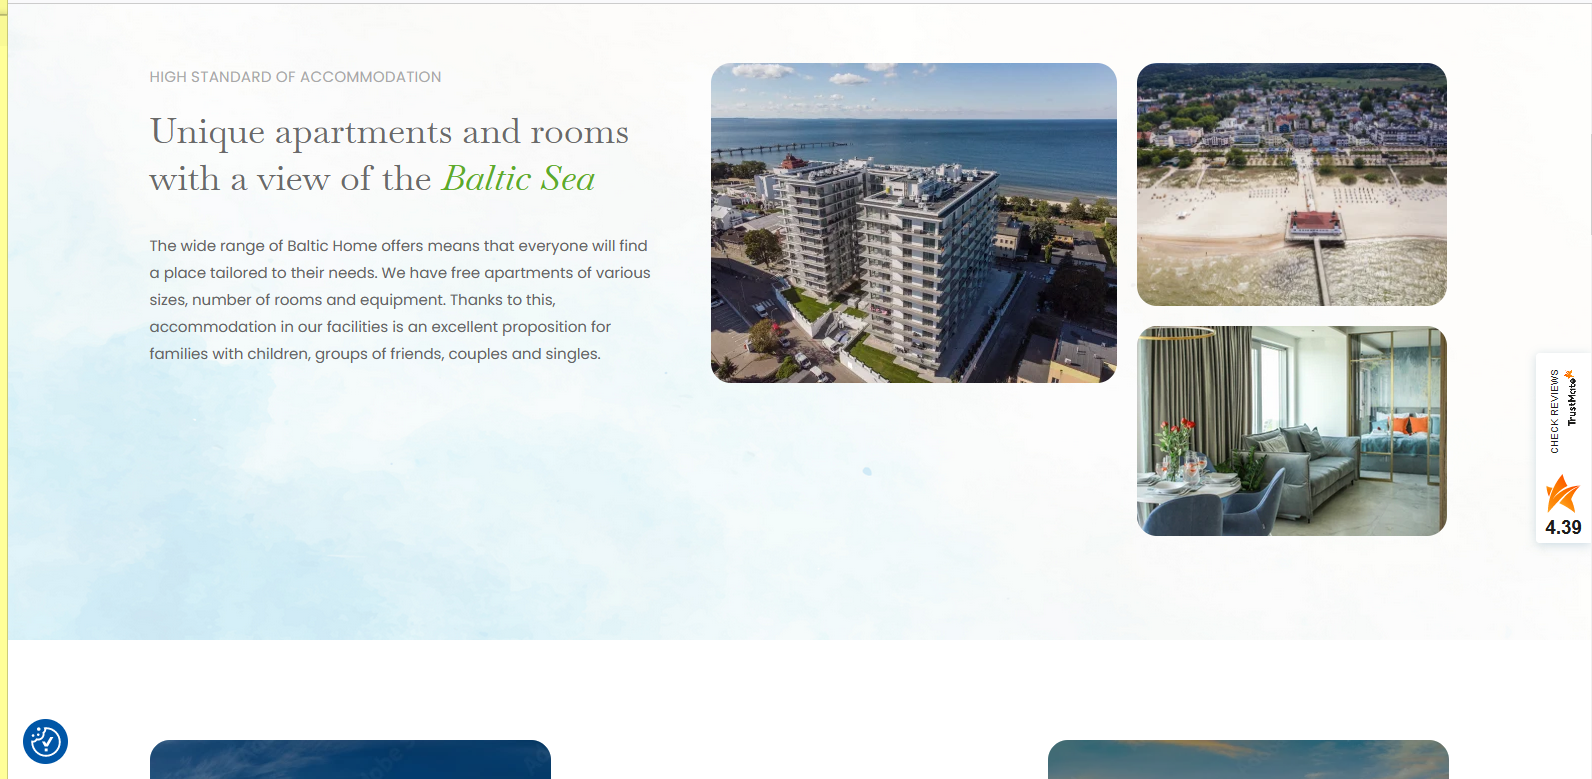 HIGH STANDARD OF ACCOMMODATION
Unique apartments and rooms
with a view of the Baltic Sea
The wide range of Baltic Home offers means that everyone will find
a place tailored to their needs. We have free apartments of various
sizes, number of rooms and equipment. Thanks to this,
accommodation in our facilities is an excellent proposition for
families with children, groups of friends, couples and singles.
CHECK REVIEWS
TrustMate
4.39